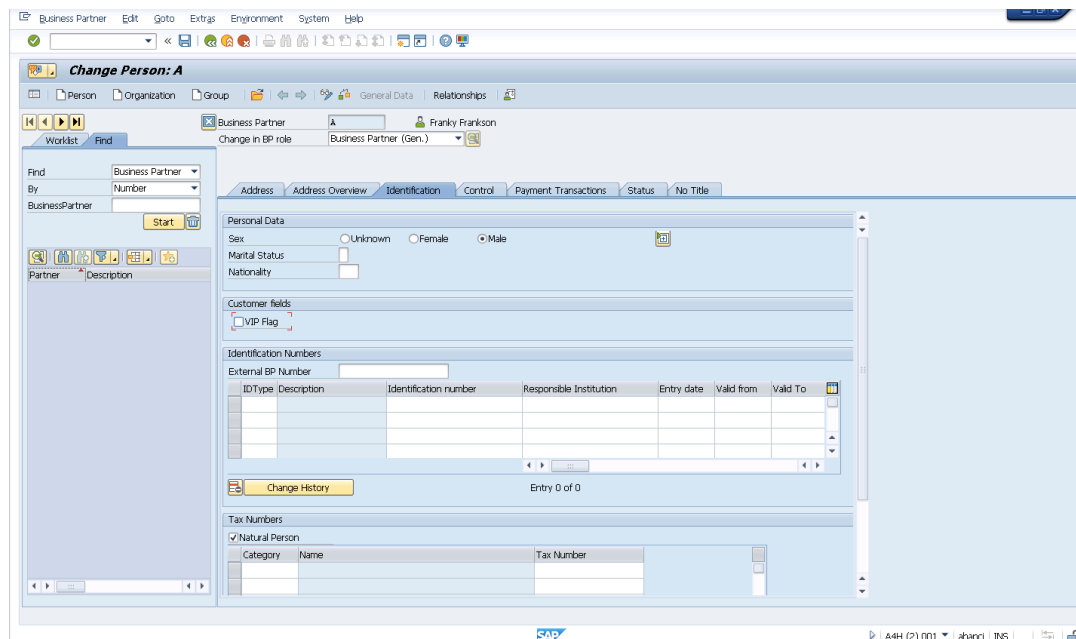 Business Partner Edit Goto Extras Environment System Help
Change Person: A
Person Organization Group General Data Relationships
Business Partner A Franky Frankson
Change in BP role Business Partner (Gen.)
Worklist Find
Find Business Partner
By Number
BusinessPartner
Start
Partner Description
Address Address Overview Identification Control Payment Transactions Status No Title
Personal Data
Sex Unknown Female Male
Marital Status
Nationality
Customer fields
VIP Flag
Identification Numbers
External BP Number
IDType Description Identification number Responsible Institution Entry date Valid from Valid To
Change History Entry 0 of 0
Tax Numbers
Natural Person
Category Name Tax Number
SAP A4H (2) 001 INS